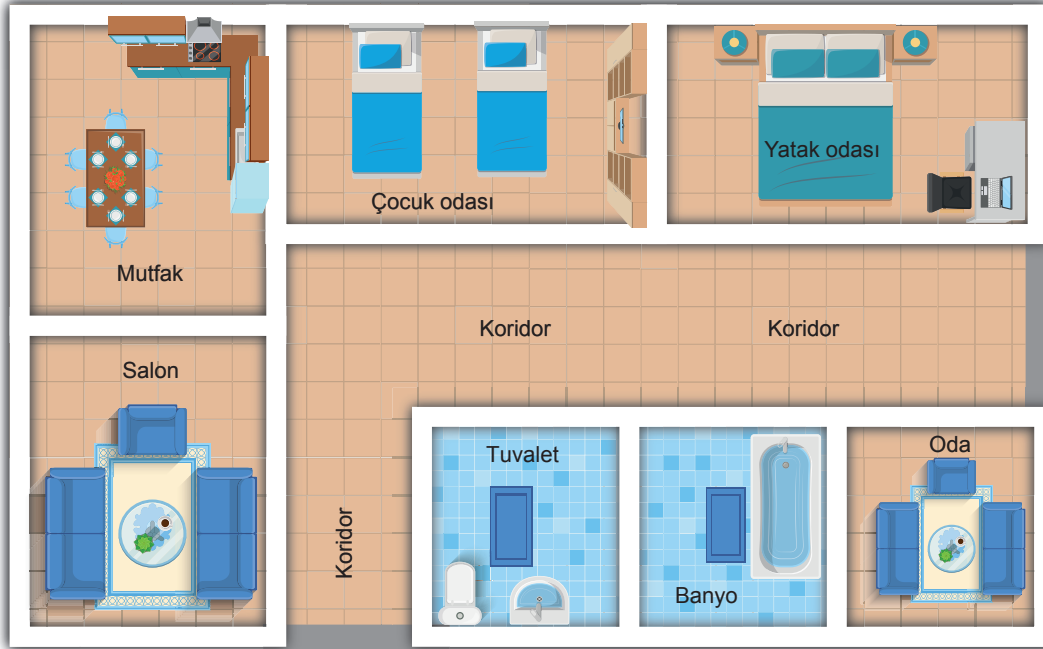 Yatak odası
Çocuk odası
Mutfak
Koridor
Koridor
Salon
Tuvalet
Oda
Koridor
Banyo